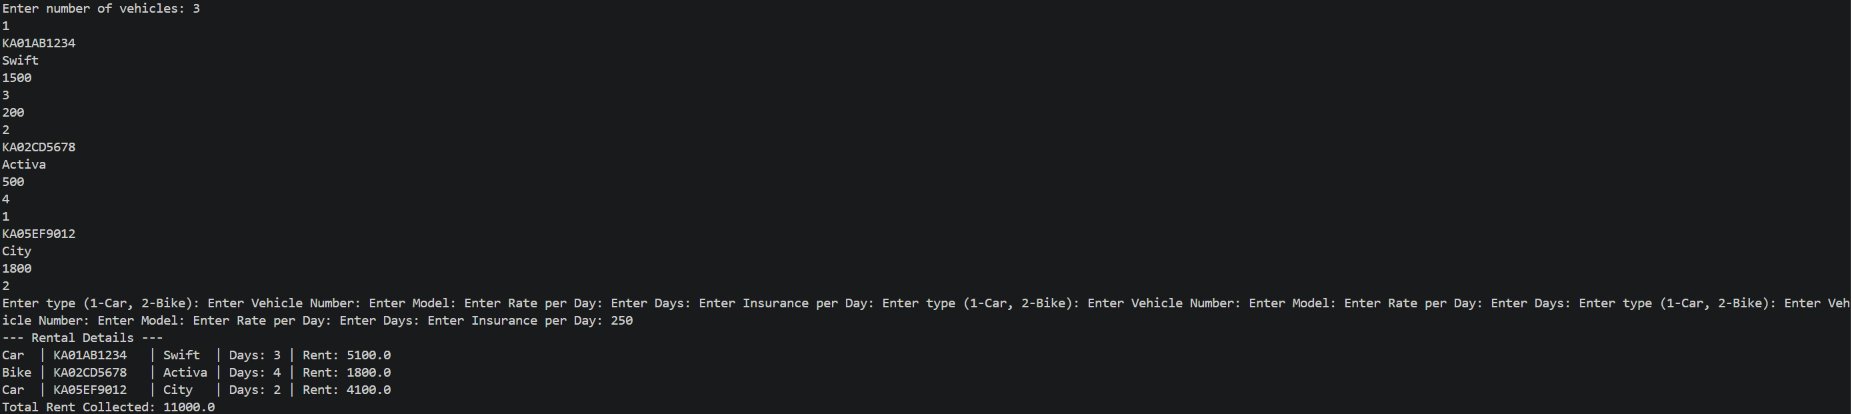 Enter number of vehicles: 3
1
KA01AB1234
Swift
1500
3
200
2
KA02CD5678
Activa
500
4
1
KA05EF9012
City
1800
2
Enter type (1-Car, 2-Bike): Enter Vehicle Number: Enter Model: Enter Rate per Day: Enter Days: Enter Insurance per Day: Enter type (1-Car, 2-Bike): Enter Vehicle Number: Enter Model: Enter Rate per Day: Enter Days: Enter type (1-Car, 2-Bike): Enter Veh
icle Number: Enter Model: Enter Rate per Day: Enter Days: Enter Insurance per Day: 250
--- Rental Details ---
Car  | KA01AB1234   | Swift  | Days: 3 | Rent: 5100.0
Bike | KA02CD5678   | Activa | Days: 4 | Rent: 1800.0
Car  | KA05EF9012   | City   | Days: 2 | Rent: 4100.0
Total Rent Collected: 11000.0